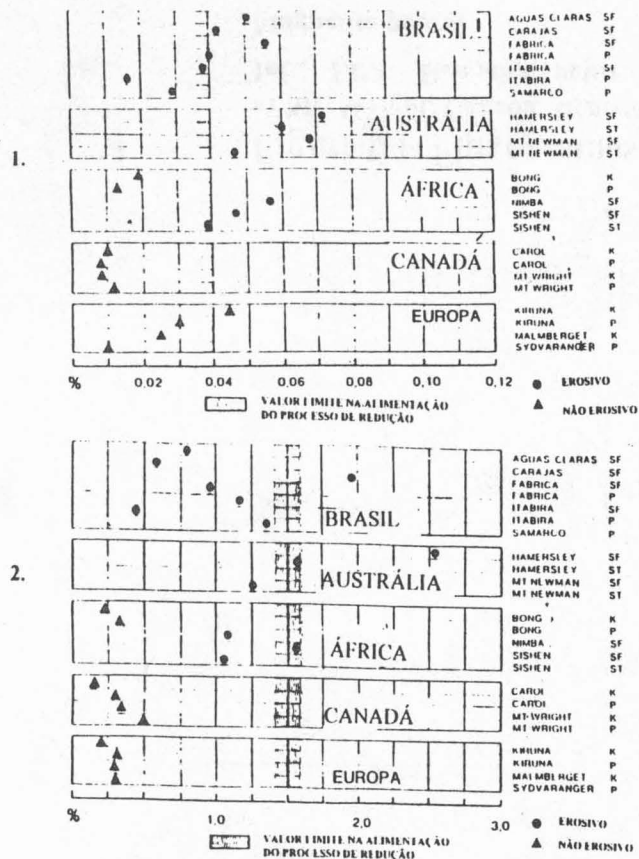 1.
BRASIL
AGUAS CLARAS SF
CARAJAS SF
FABRICA SF
FABRICA P
ITABIRA SF
ITABIRA P
SAMARCO P
AUSTRÁLIA
HAMERSLEY SF
HAMERSLEY ST
MT NEWMAN SF
MT NEWMAN ST
ÁFRICA
BONG K
BONG P
NIMBA SF
SISHEN SF
SISHEN ST
CANADÁ
CAROL K
CAROL P
MT WRIGHT K
MT WRIGHT P
EUROPA
KIRUNA K
KIRUNA P
MALMBERGET K
SYDVARANGER P
% 0,02 0,04 0,06 0,08 0,10 0,12
VALOR LIMITE NA ALIMENTAÇÃO
DO PROCESSO DE REDUÇÃO
EROSIVO
NÃO EROSIVO
2.
BRASIL
AGUAS CLARAS SF
CARAJAS SF
FABRICA SF
FABRICA P
ITABIRA SF
ITABIRA P
SAMARCO P
AUSTRÁLIA
HAMERSLEY SF
HAMERSLEY ST
MT NEWMAN SF
MT NEWMAN ST
ÁFRICA
BONG K
BONG P
NIMBA SF
SISHEN SF
SISHEN ST
CANADÁ
CAROL K
CAROL P
MT-WRIGHT K
MT WRIGHT P
EUROPA
KIRUNA K
KIRUNA P
MALMBERGET K
SYDVARANGER P
% 1,0 2,0 3,0
VALOR LIMITE NA ALIMENTAÇÃO
DO PROCESSO DE REDUÇÃO
EROSIVO
NÃO EROSIVO